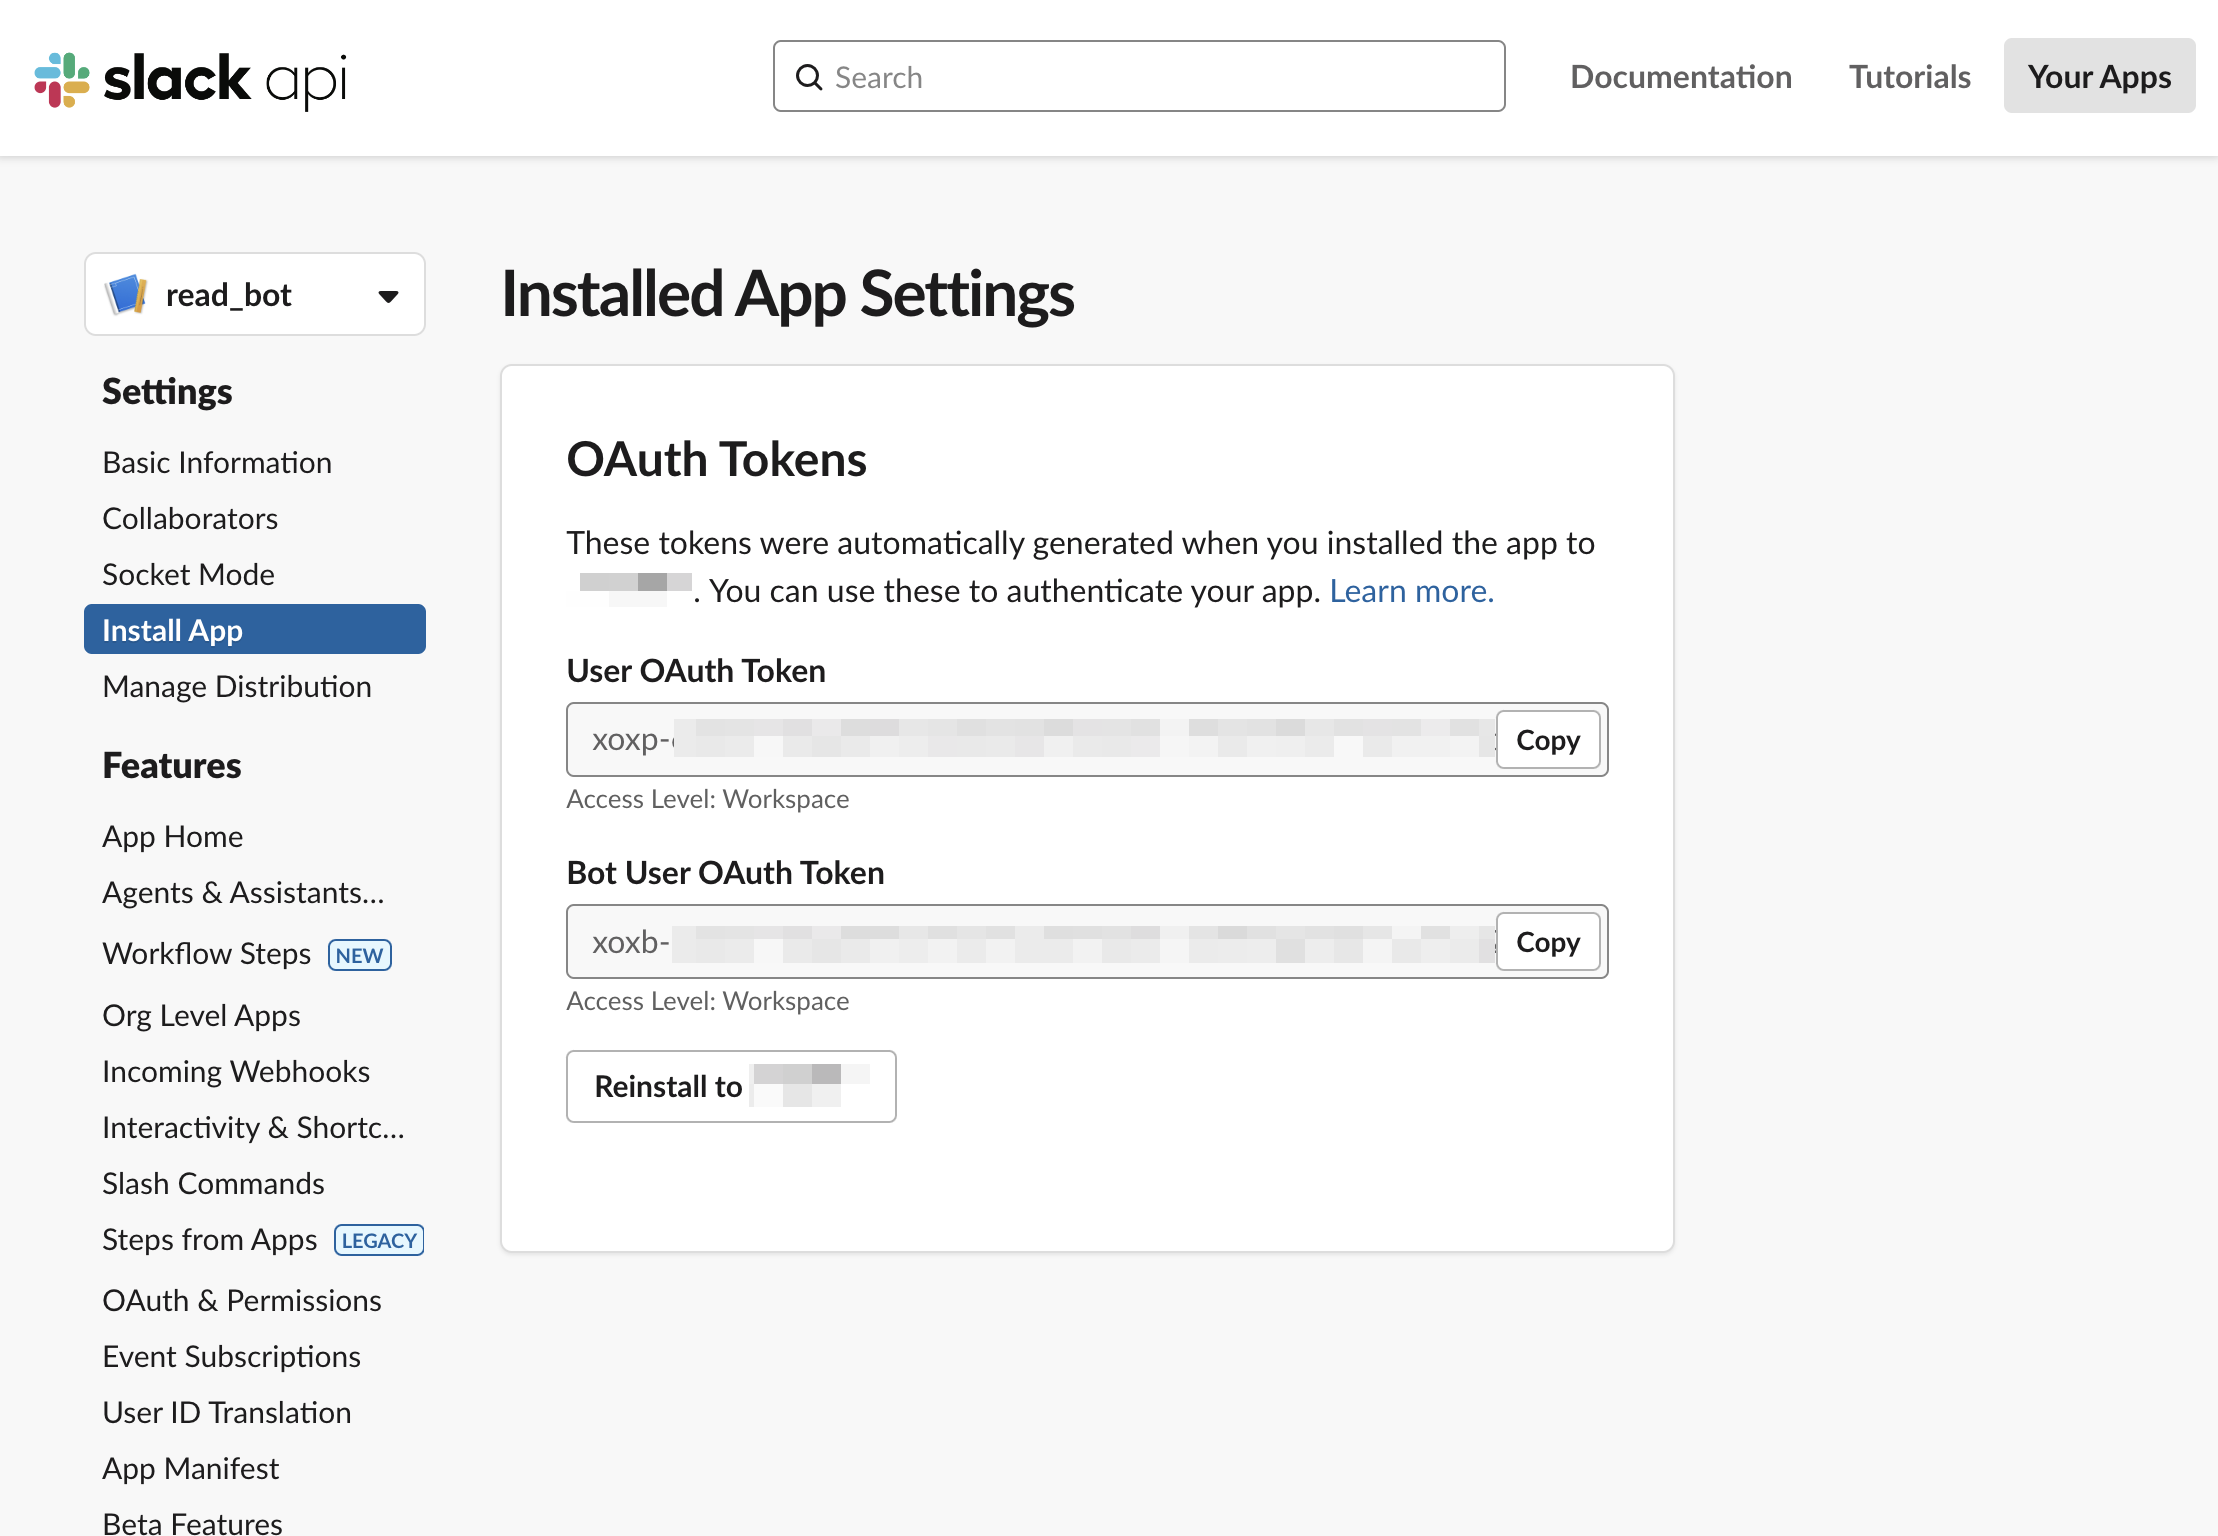 slack api
Search
Documentation
Tutorials
Your Apps
read_bot
Settings
Basic Information
Collaborators
Socket Mode
Install App
Manage Distribution
Features
App Home
Agents & Assistants...
Workflow Steps NEW
Org Level Apps
Incoming Webhooks
Interactivity & Shortc...
Slash Commands
Steps from Apps LEGACY
OAuth & Permissions
Event Subscriptions
User ID Translation
App Manifest
Beta Features
Installed App Settings
OAuth Tokens
These tokens were automatically generated when you installed the app to
. You can use these to authenticate your app. Learn more.
User OAuth Token
xoxp-
Copy
Access Level: Workspace
Bot User OAuth Token
xoxb-
Copy
Access Level: Workspace
Reinstall to